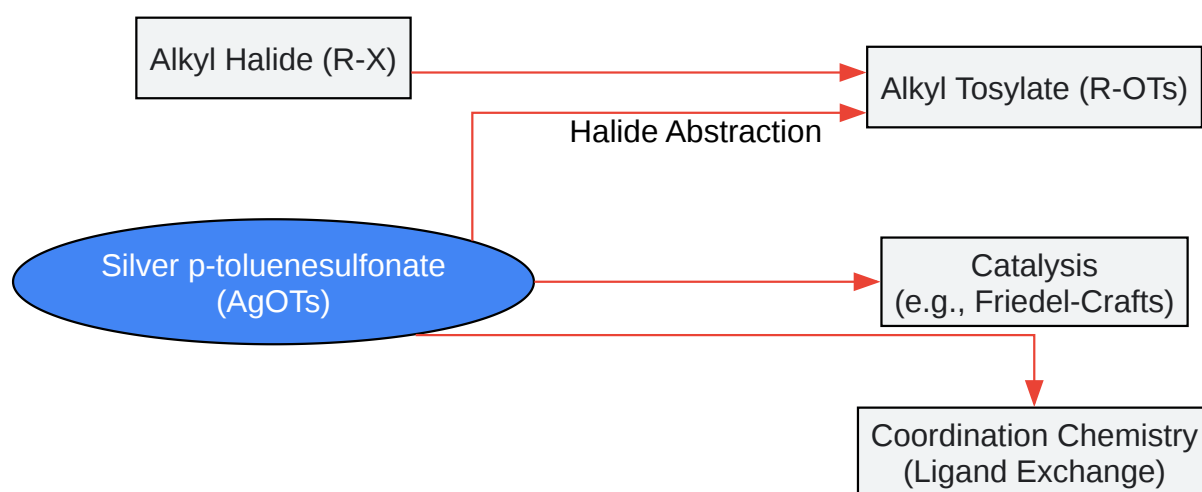 Alkyl Halide (R-X)
Alkyl Tosylate (R-OTs)
Halide Abstraction
Silver p-toluenesulfonate
(AgOTs)
Catalysis
(e.g., Friedel-Crafts)
Coordination Chemistry
(Ligand Exchange)